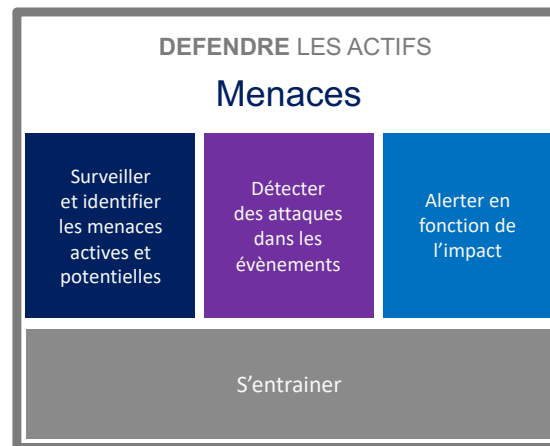 DEFENDRE LES ACTIFS
Menaces
Surveiller
et identifier
les menaces
actives et
potentielles
Détecter
des attaques
dans les
évènements
Alerter en
fonction de
l’impact
S’entrainer